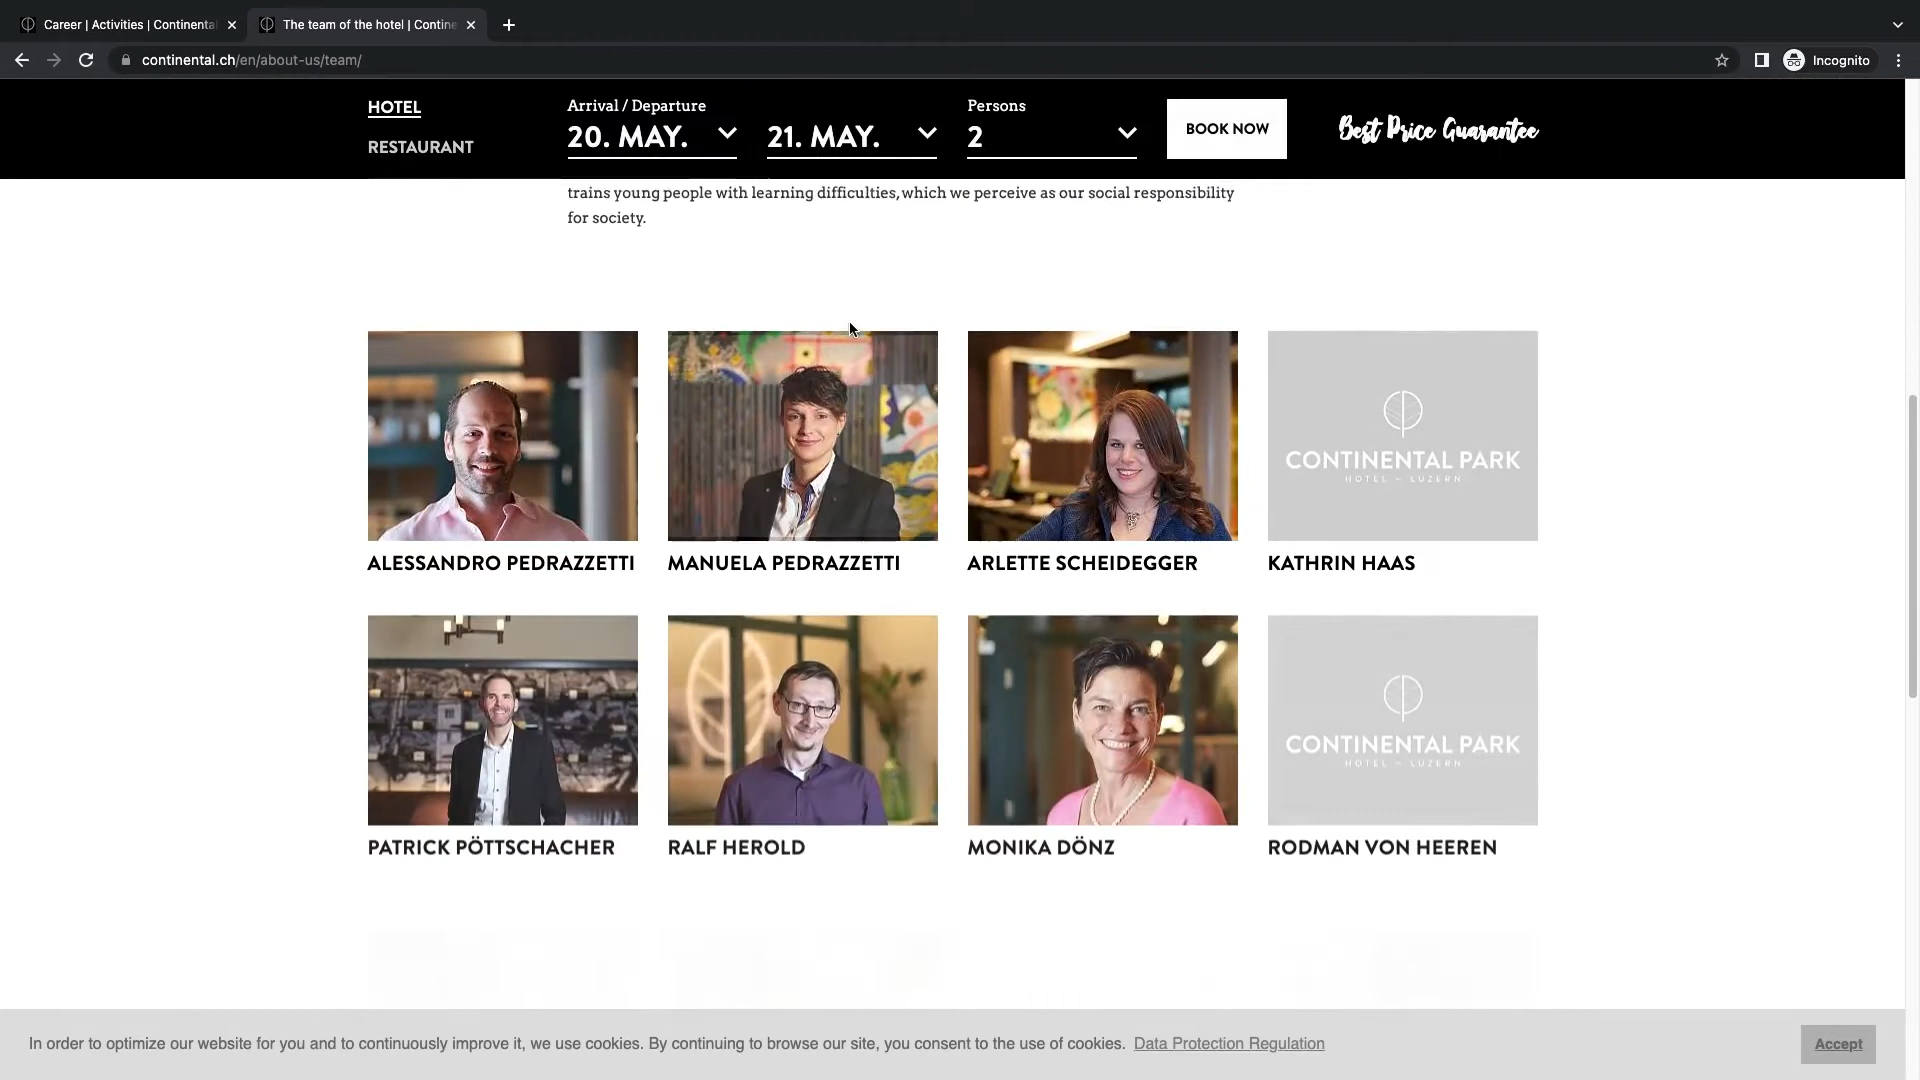 Career | Activities | Continenta
The team of the hotel | Contine
continental.ch/en/about-us/team/
Incognito
HOTEL
RESTAURANT
Arrival / Departure
20. MAY.
21. MAY.
Persons
2
BOOK NOW
Best Price Guarantee
trains young people with learning difficulties, which we perceive as our social responsibility
for society.
CONTINENTAL PARK
HOTEL – LUZERN
ALESSANDRO PEDRAZZETTI
MANUELA PEDRAZZETTI
ARLETTE SCHEIDEGGER
KATHRIN HAAS
CONTINENTAL PARK
HOTEL – LUZERN
PATRICK PÖTTSCHACHER
RALF HEROLD
MONIKA DÖNZ
RODMAN VON HEEREN
In order to optimize our website for you and to continuously improve it, we use cookies. By continuing to browse our site, you consent to the use of cookies. Data Protection Regulation
Accept